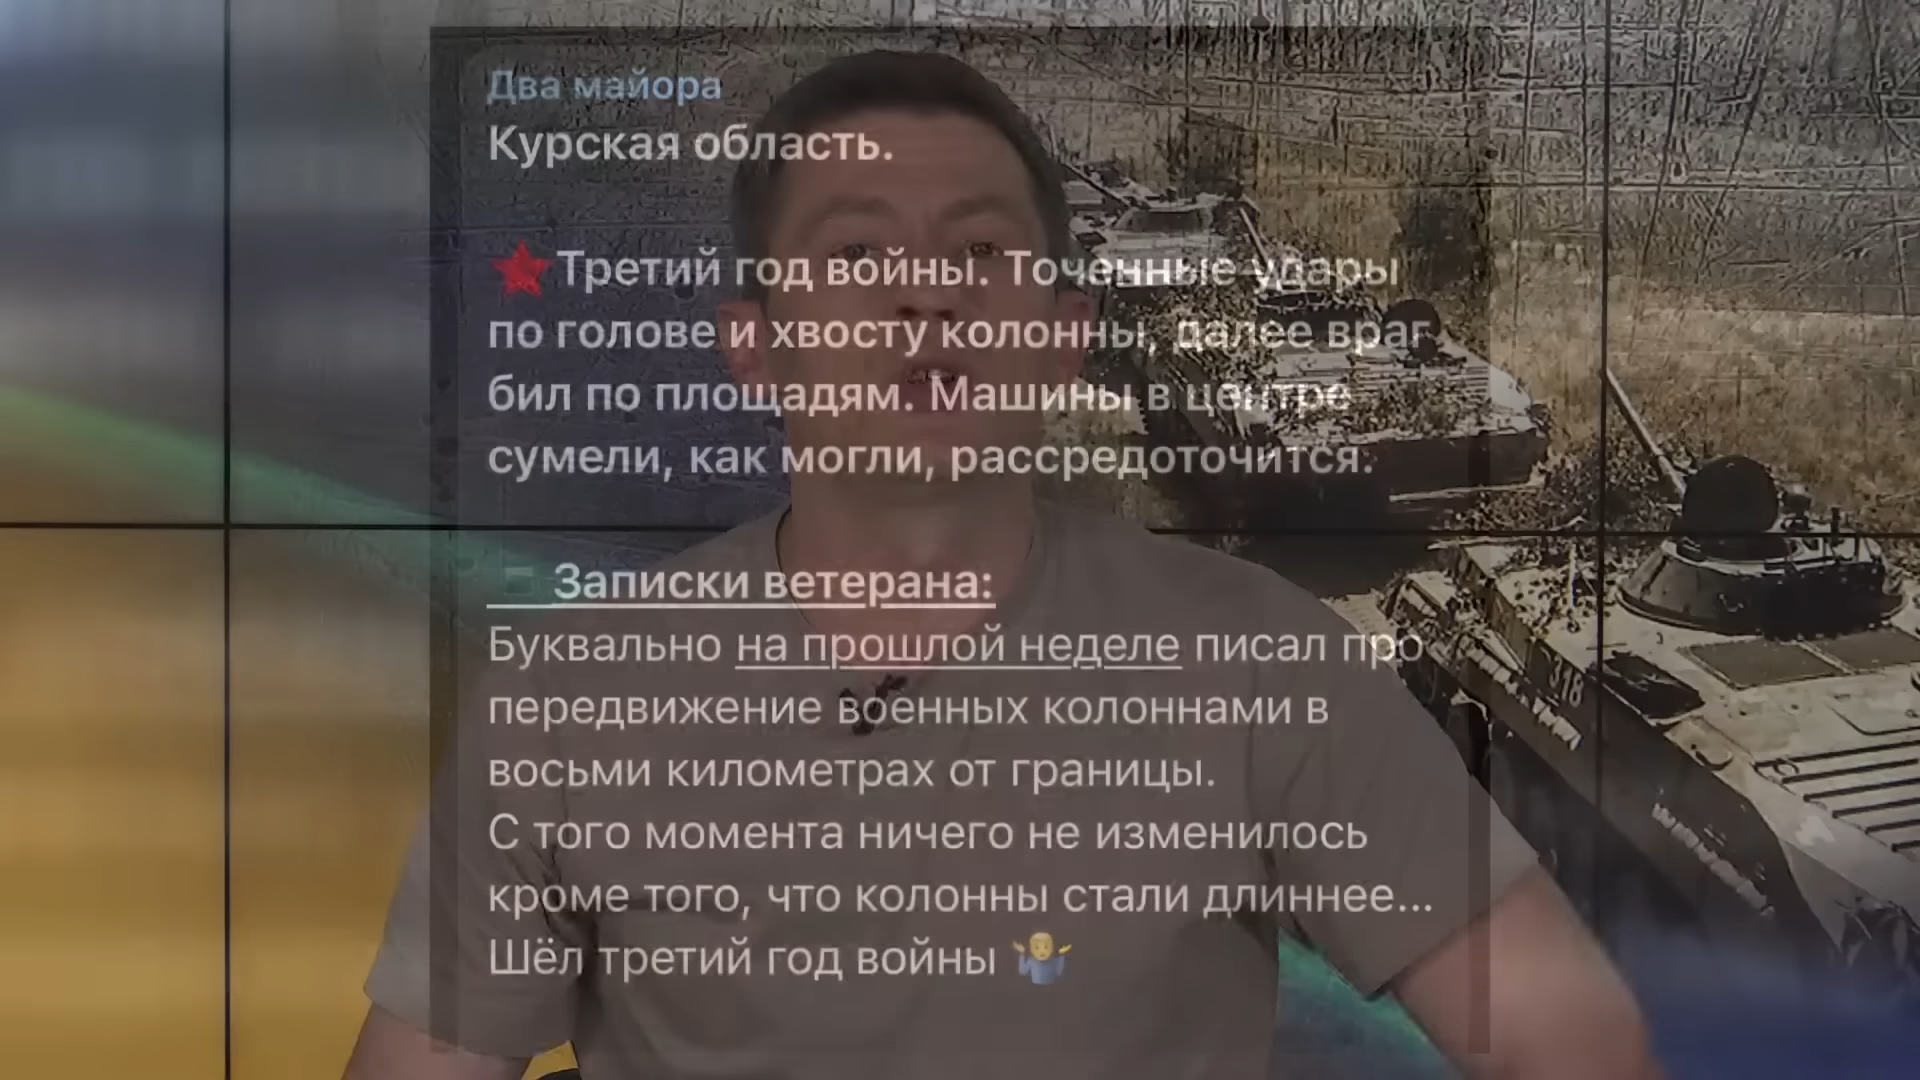 Два майора
Курская область.
Третий год войны. Точенные удары
по голове и хвосту колонны, далее враг
бил по площадям. Машины в центре
сумели, как могли, рассредоточится.
Записки ветерана:
Буквально на прошлой неделе писал про
передвижение военных колоннами в
восьми километрах от границы.
С того момента ничего не изменилось
кроме того, что колонны стали длиннее...
Шёл третий год войны
318